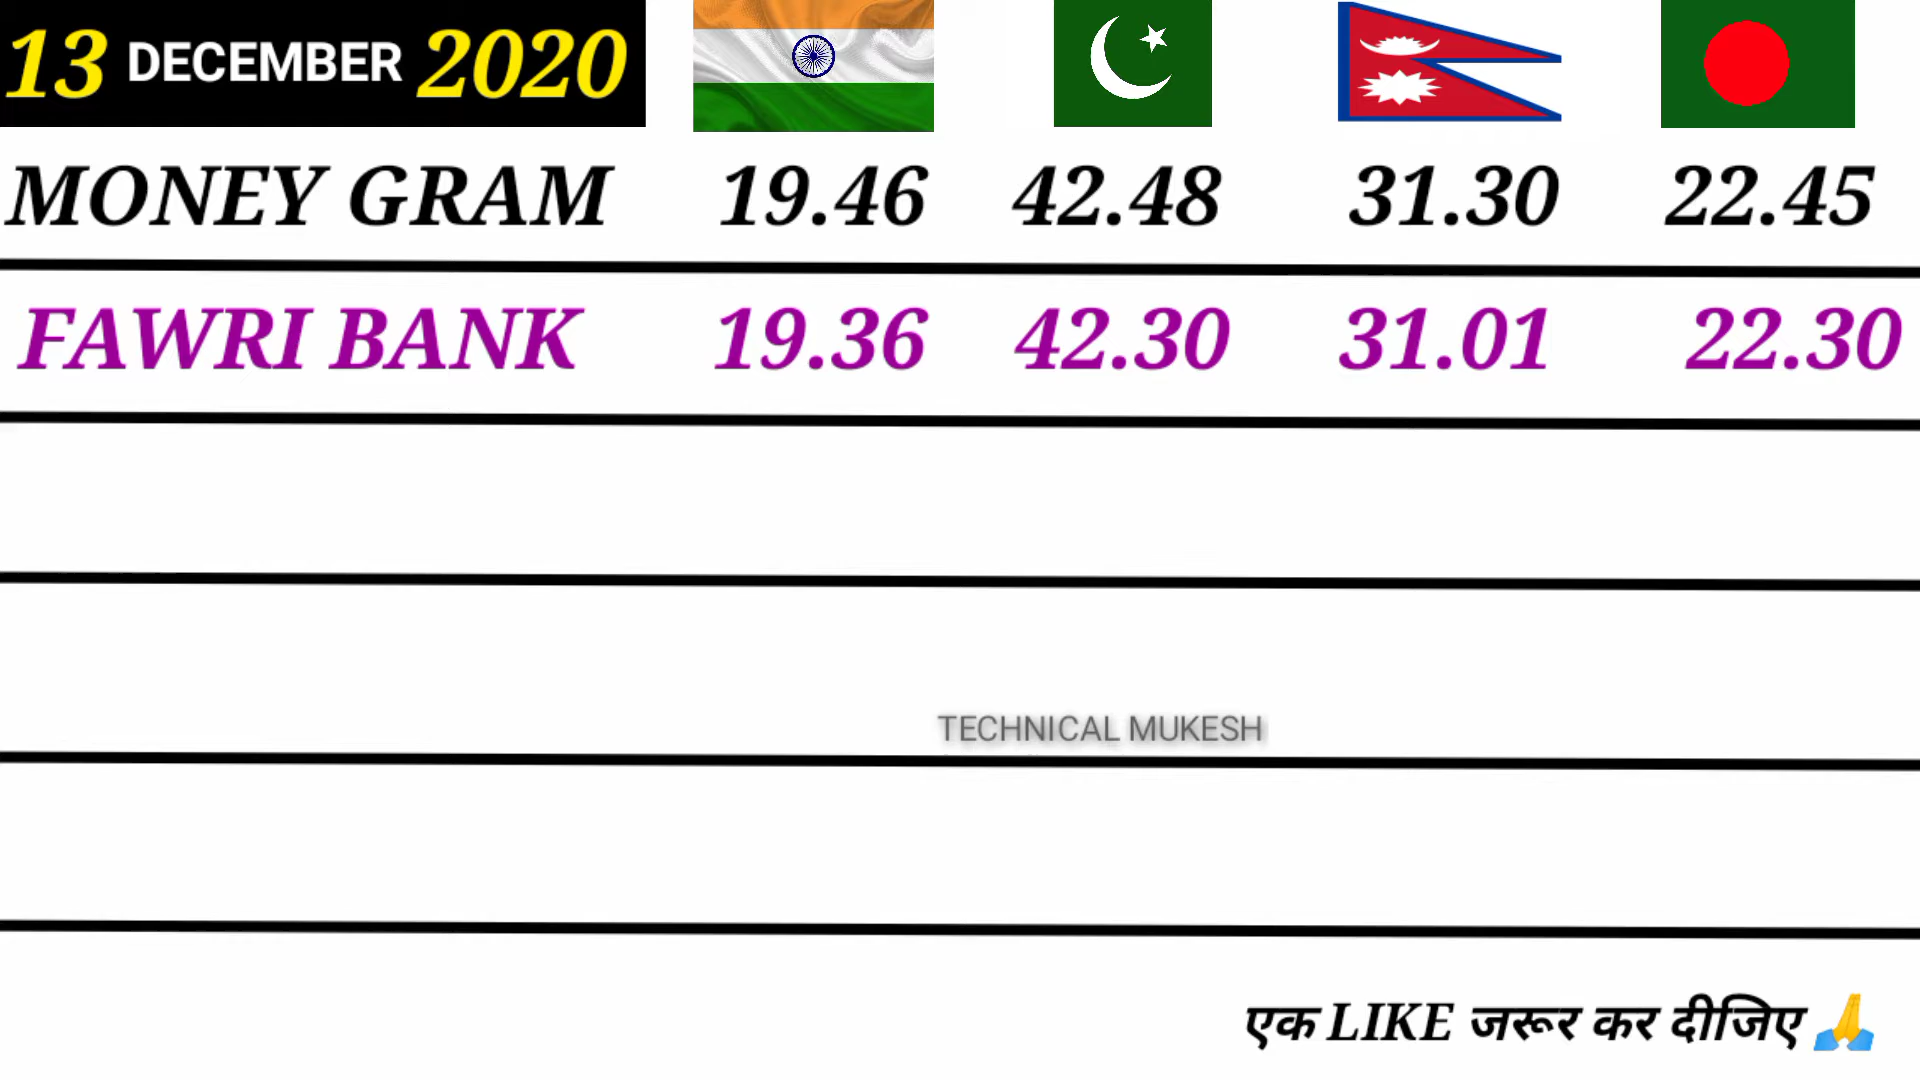 13 DECEMBER 2020
MONEY GRAM 19.46 42.48 31.30 22.45
FAWRI BANK 19.36 42.30 31.01 22.30
TECHNICAL MUKESH
एक LIKE जरूर कर दीजिए 🙏